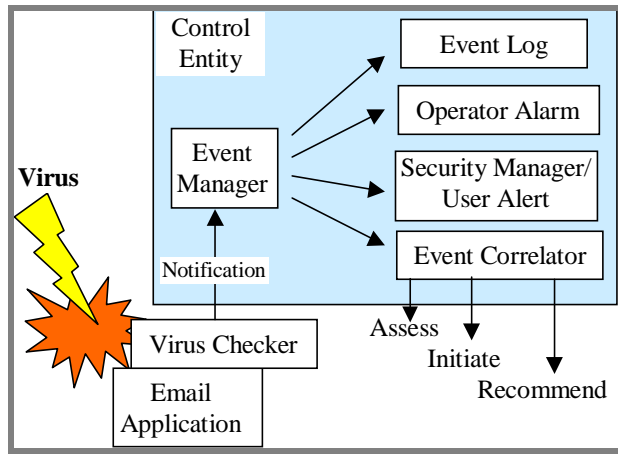 Control
Entity
Event Log
Operator Alarm
Event
Manager
Security Manager/
User Alert
Virus
Notification
Event Correlator
Assess
Initiate
Recommend
Virus Checker
Email
Application